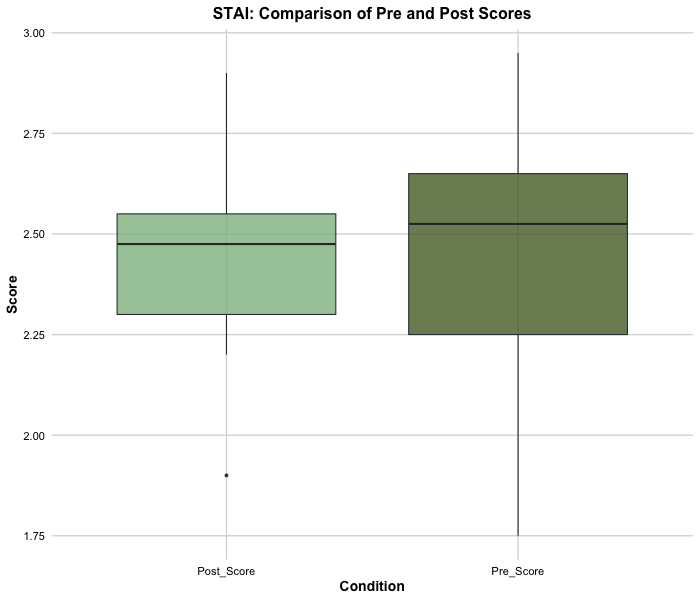 STAI: Comparison of Pre and Post Scores
3.00
2.75
2.50
2.25
2.00
1.75
Score
Post_Score
Pre_Score
Condition